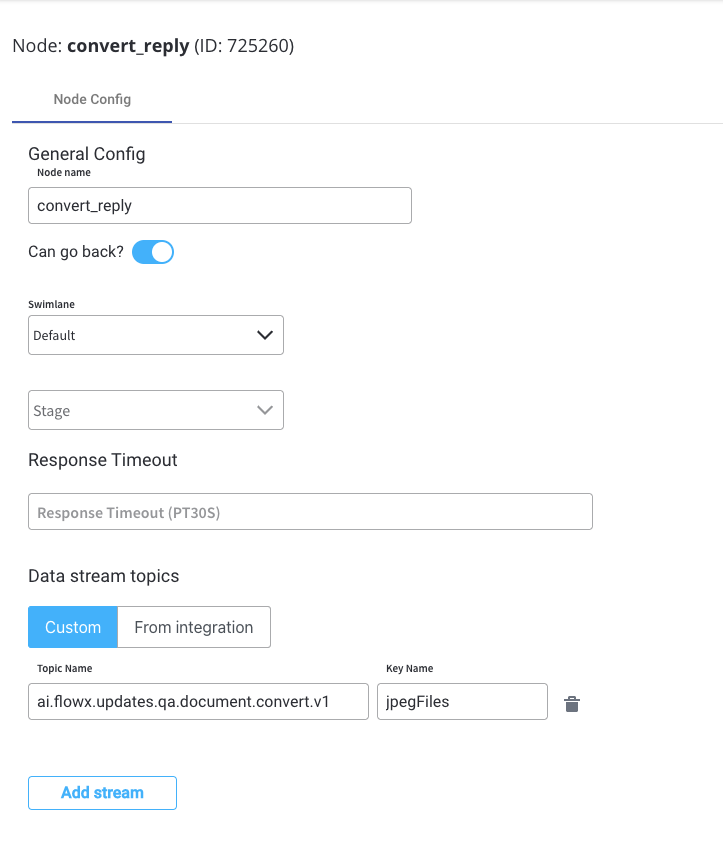 Node: convert_reply (ID: 725260)
Node Config
General Config
Node name
convert_reply
Can go back?
Swimlane
Default
Stage
Response Timeout
Response Timeout (PT30S)
Data stream topics
Custom From integration
Topic Name Key Name
ai.flowx.updates.qa.document.convert.v1 jpegFiles
Add stream